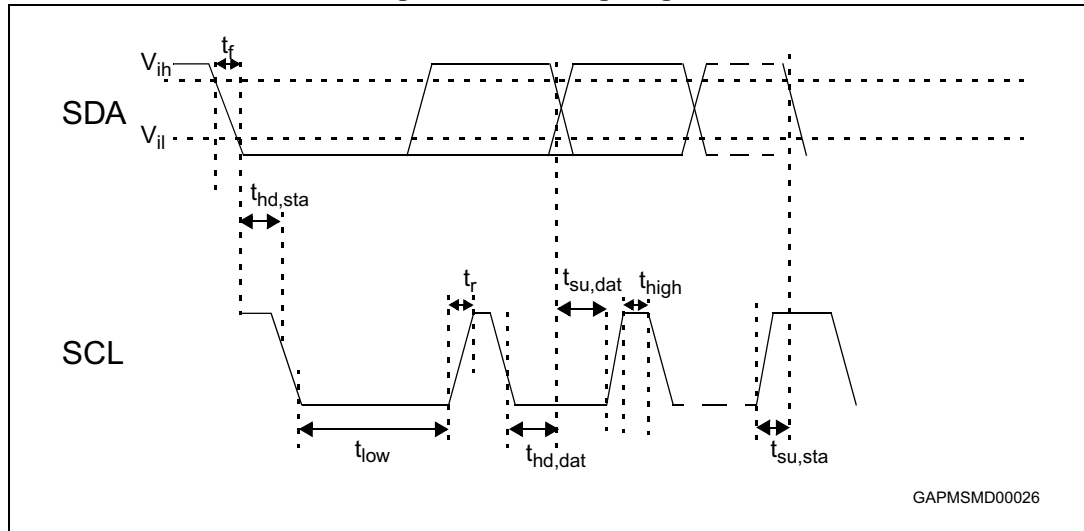 t_f
V_ih
SDA
V_il
t_hd,sta
t_r
t_su,dat
t_high
SCL
t_low
t_hd,dat
t_su,sta
GAPMSMD00026